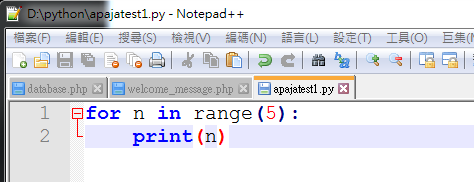 D:\python\apajatest1.py - Notepad++
檔案(F) 編輯(E) 搜尋(S) 檢視(V) 編碼(N) 語言(L) 設定(T) 工具(O) 巨集(
database.php welcome_message.php apajatest1.py
1 for n in range(5):
2 print(n)